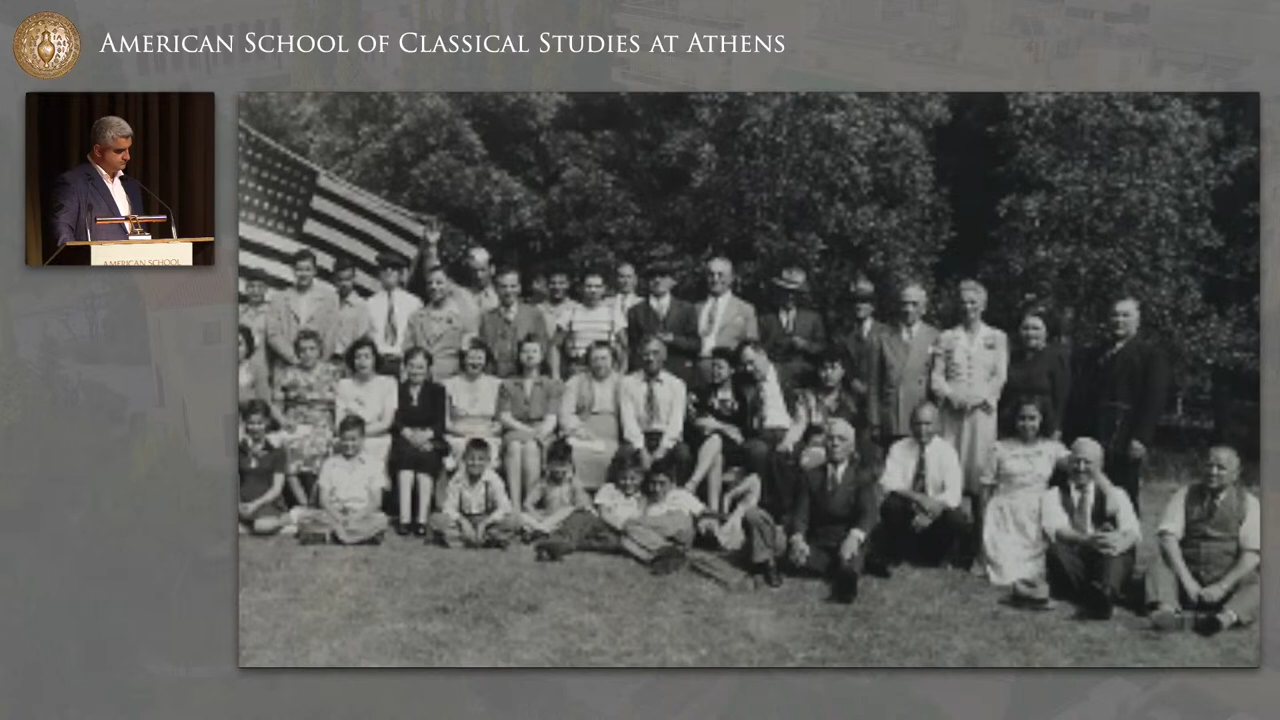 AMERICAN SCHOOL OF CLASSICAL STUDIES AT ATHENS
AMERICAN SCHOOL